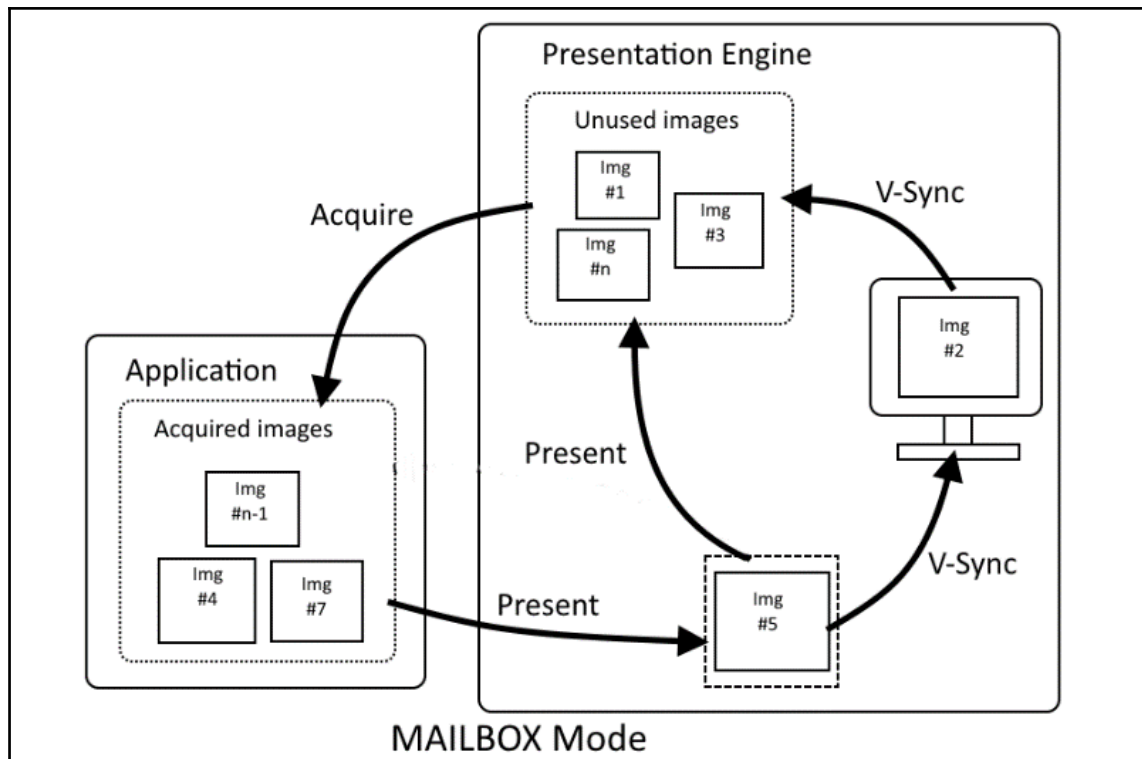 Presentation Engine
Unused images
Img
#1
Img
#3
Img
#n
V-Sync
Acquire
Img
#2
Application
Acquired images
Img
#n-1
Img
#4
Img
#7
Present
Present
Img
#5
V-Sync
MAILBOX Mode